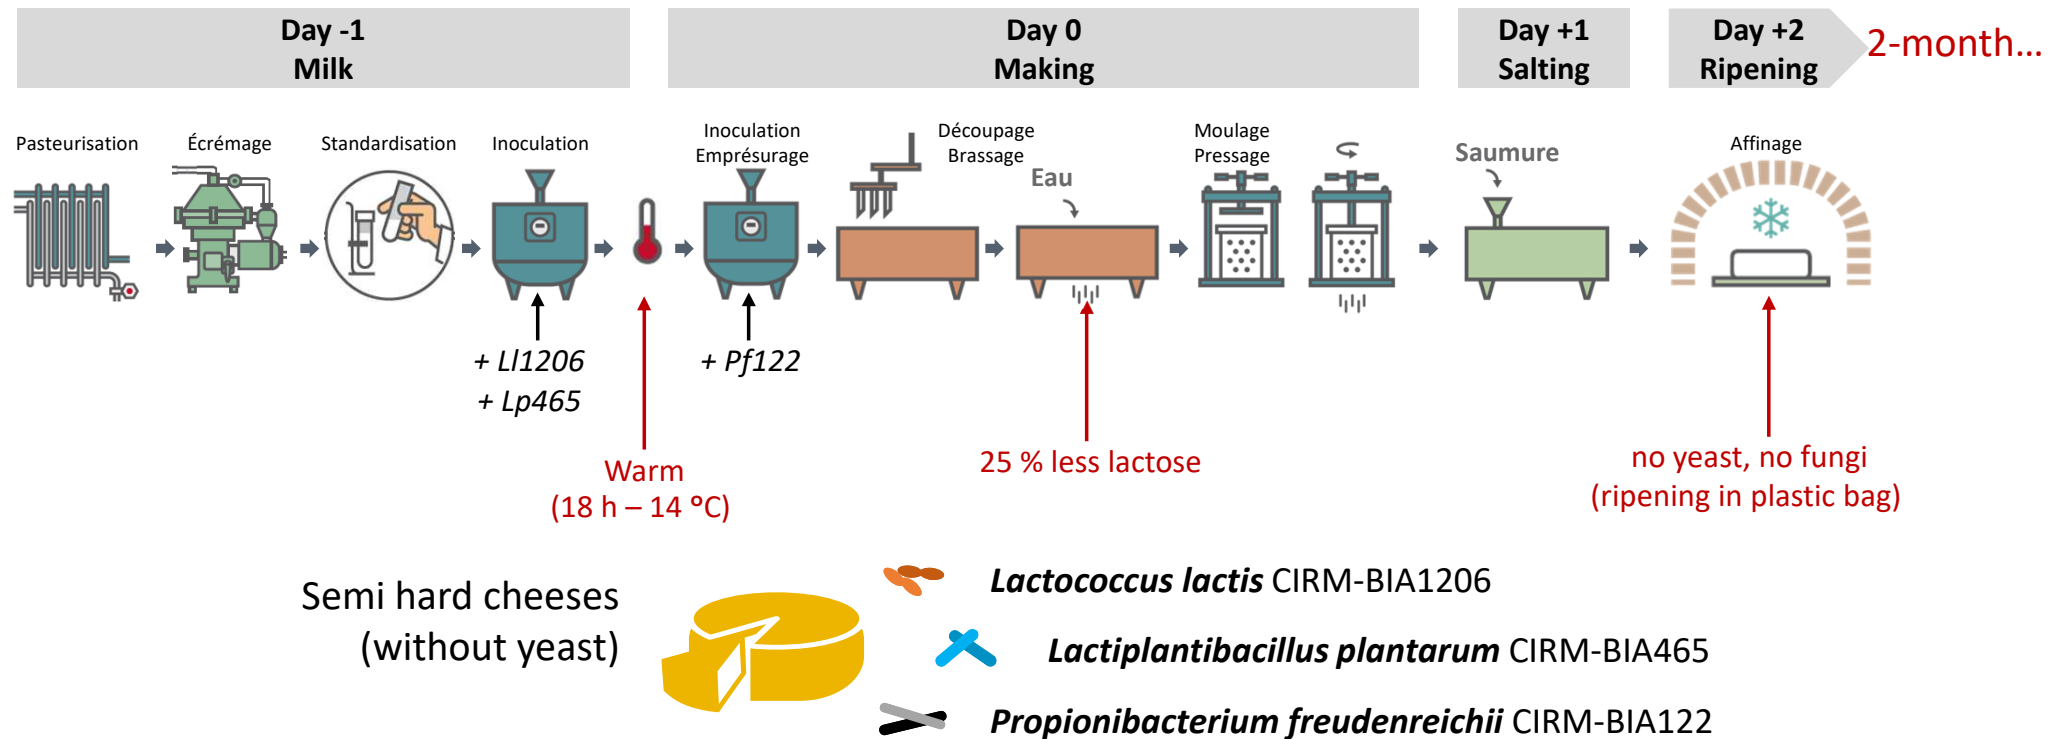 Day -1
Milk
Day 0
Making
Day +1
Salting
Day +2
Ripening
2-month…
Pasteurisation
Écrémage
Standardisation
Inoculation
Inoculation
Emprésurage
Découpage
Brassage
Eau
Moulage
Pressage
Saumure
Affinage
+ Ll1206
+ Lp465
+ Pf122
Warm
(18 h – 14 °C)
25 % less lactose
no yeast, no fungi
(ripening in plastic bag)
Semi hard cheeses
(without yeast)
Lactococcus lactis CIRM-BIA1206
Lactiplantibacillus plantarum CIRM-BIA465
Propionibacterium freudenreichii CIRM-BIA122